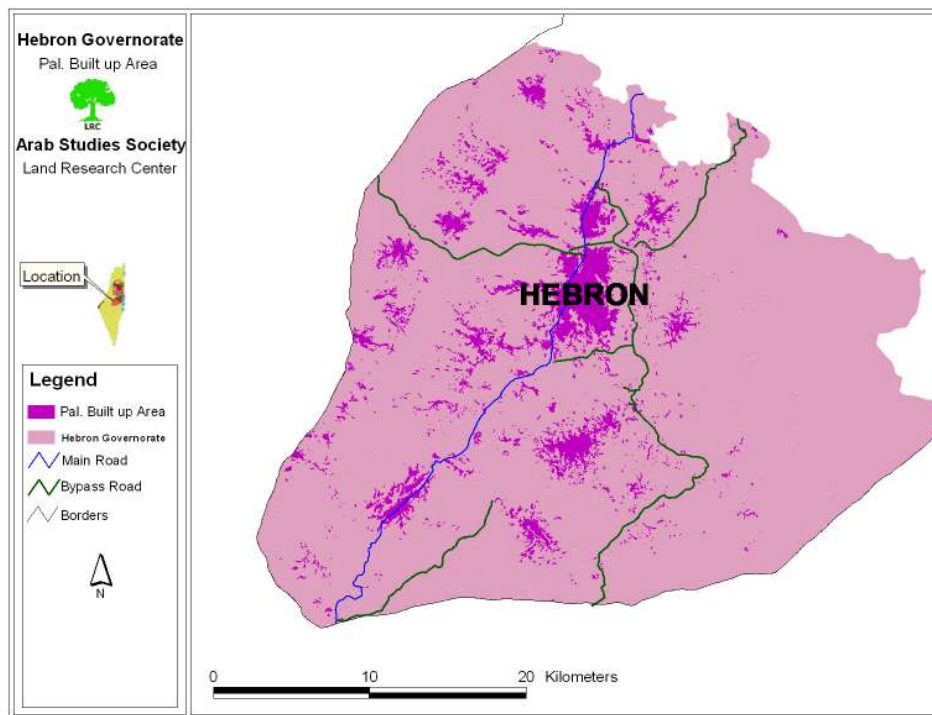 Hebron Governorate
Pal. Built up Area
LRC
Arab Studies Society
Land Research Center
Location
Legend
Pal. Built up Area
Hebron Governorate
Main Road
Bypass Road
Borders
N
HEBRON
0 10 20 Kilometers